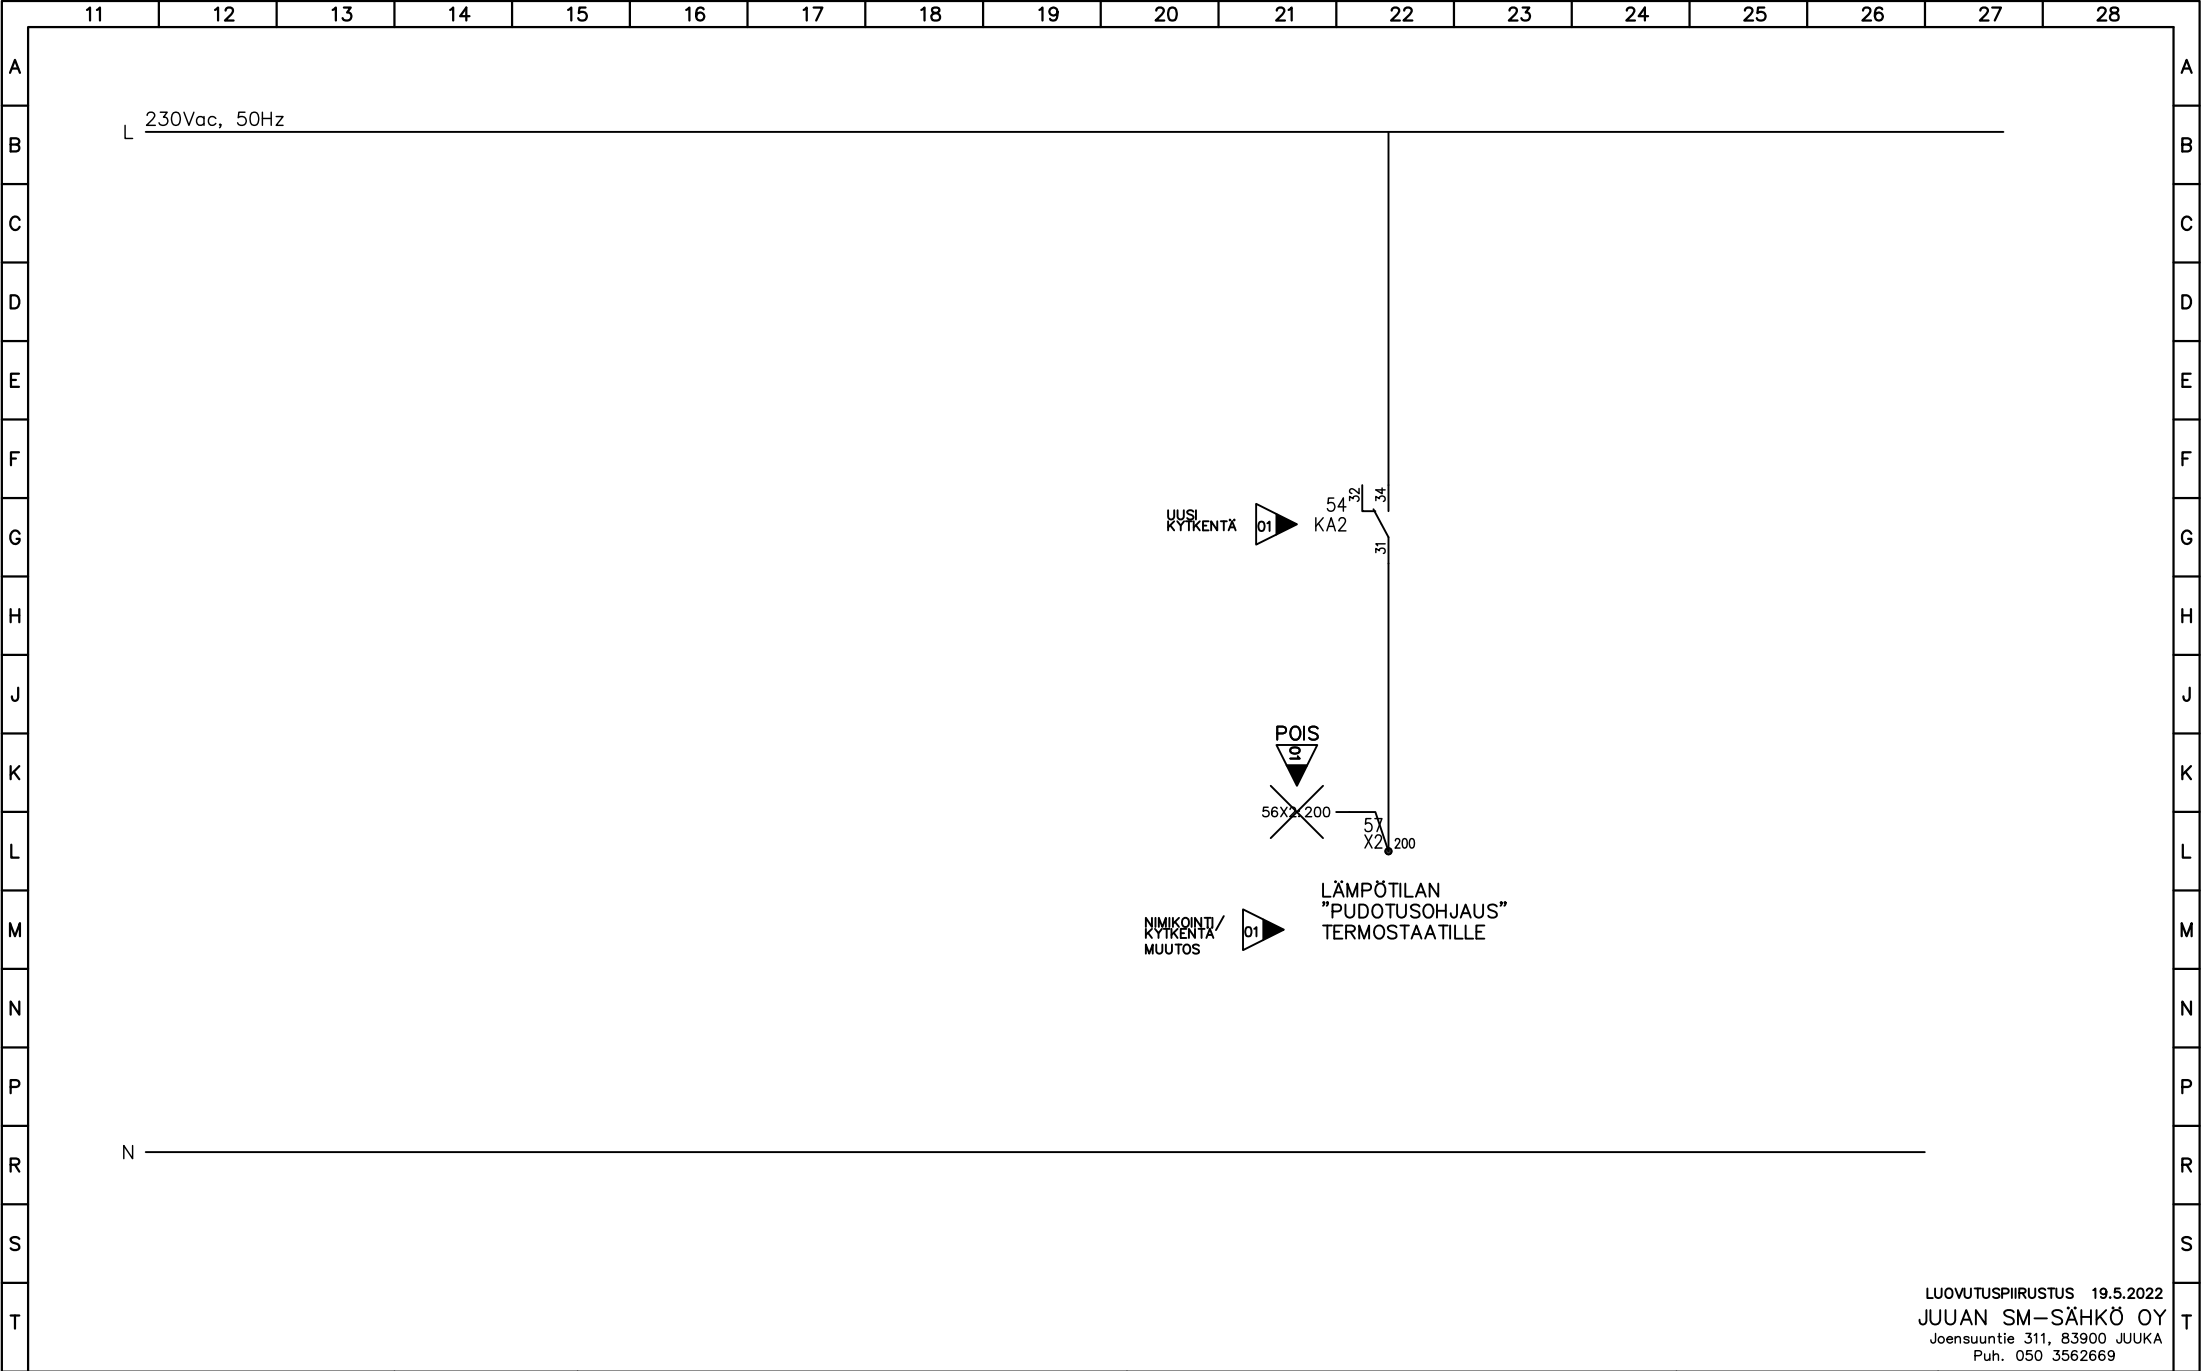 11 12 13 14 15 16 17 18 19 20 21 22 23 24 25 26 27 28
A A
230Vac, 50Hz
L
B B
C C
D D
E E
F F
32 34
54
UUSI
KYTKENTÄ 01 KA2
G G
31
H H
J J
POIS
01
K K
56X2:200
57
X2 200
L L
LÄMPÖTILAN
"PUDOTUSOHJAUS"
TERMOSTAATILLE
NIMIKOINTI/
KYTKENTÄ
MUUTOS
01
M M
N N
P P
N
R R
S S
LUOVUTUSPIIRUSTUS 19.5.2022
JUUAN SM-SÄHKÖ OY
T T
Joensuuntie 311, 83900 JUUKA
Puh. 050 3562669